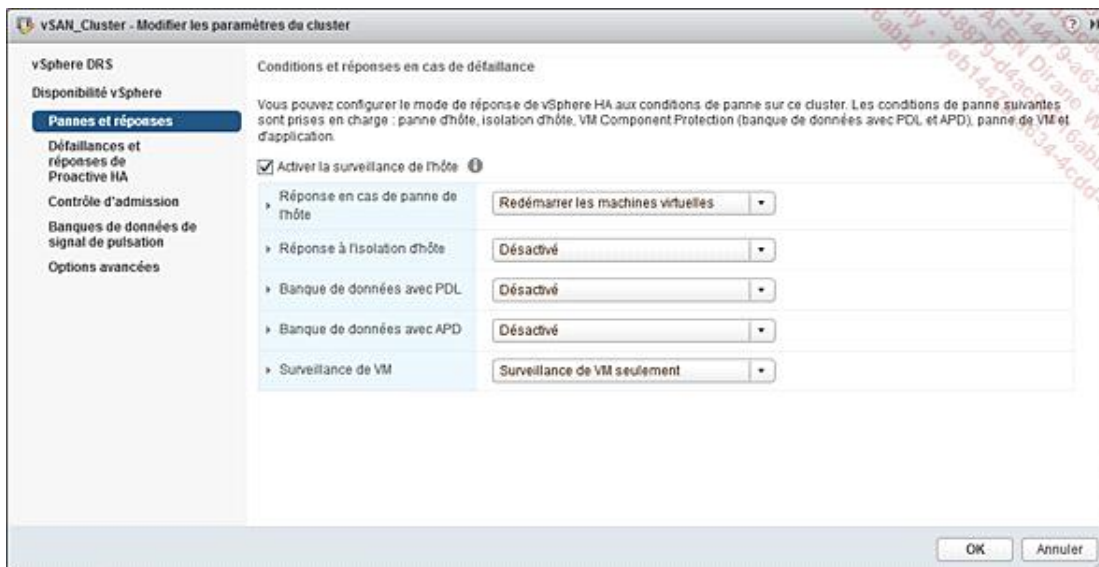 vSAN_Cluster - Modifier les paramètres du cluster
vSphere DRS
Disponibilité vSphere
Pannes et réponses
Défaillances et
réponses de
Proactive HA
Contrôle d'admission
Banques de données de
signal de pulsation
Options avancées
Conditions et réponses en cas de défaillance
Vous pouvez configurer le mode de réponse de vSphere HA aux conditions de panne sur ce cluster. Les conditions de panne suivantes
sont prises en charge : panne d'hôte, isolation d'hôte, VM Component Protection (banque de données avec PDL et APD), panne de VM et
d'application.
Activer la surveillance de l'hôte
Réponse en cas de panne de
l'hôte
Redémarrer les machines virtuelles
Réponse à l'isolation d'hôte
Désactivé
Banque de données avec PDL
Désactivé
Banque de données avec APD
Désactivé
Surveillance de VM
Surveillance de VM seulement
OK
Annuler